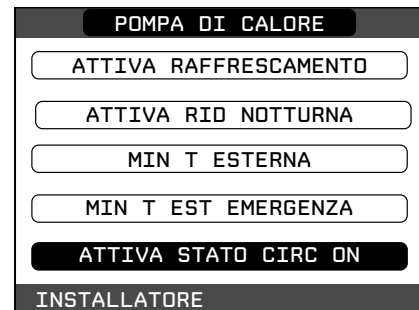 POMPA DI CALORE
ATTIVA RAFFRESCAMENTO
ATTIVA RID NOTTURNA
MIN T ESTERNA
MIN T EST EMERGENZA
ATTIVA STATO CIRC ON
INSTALLATORE